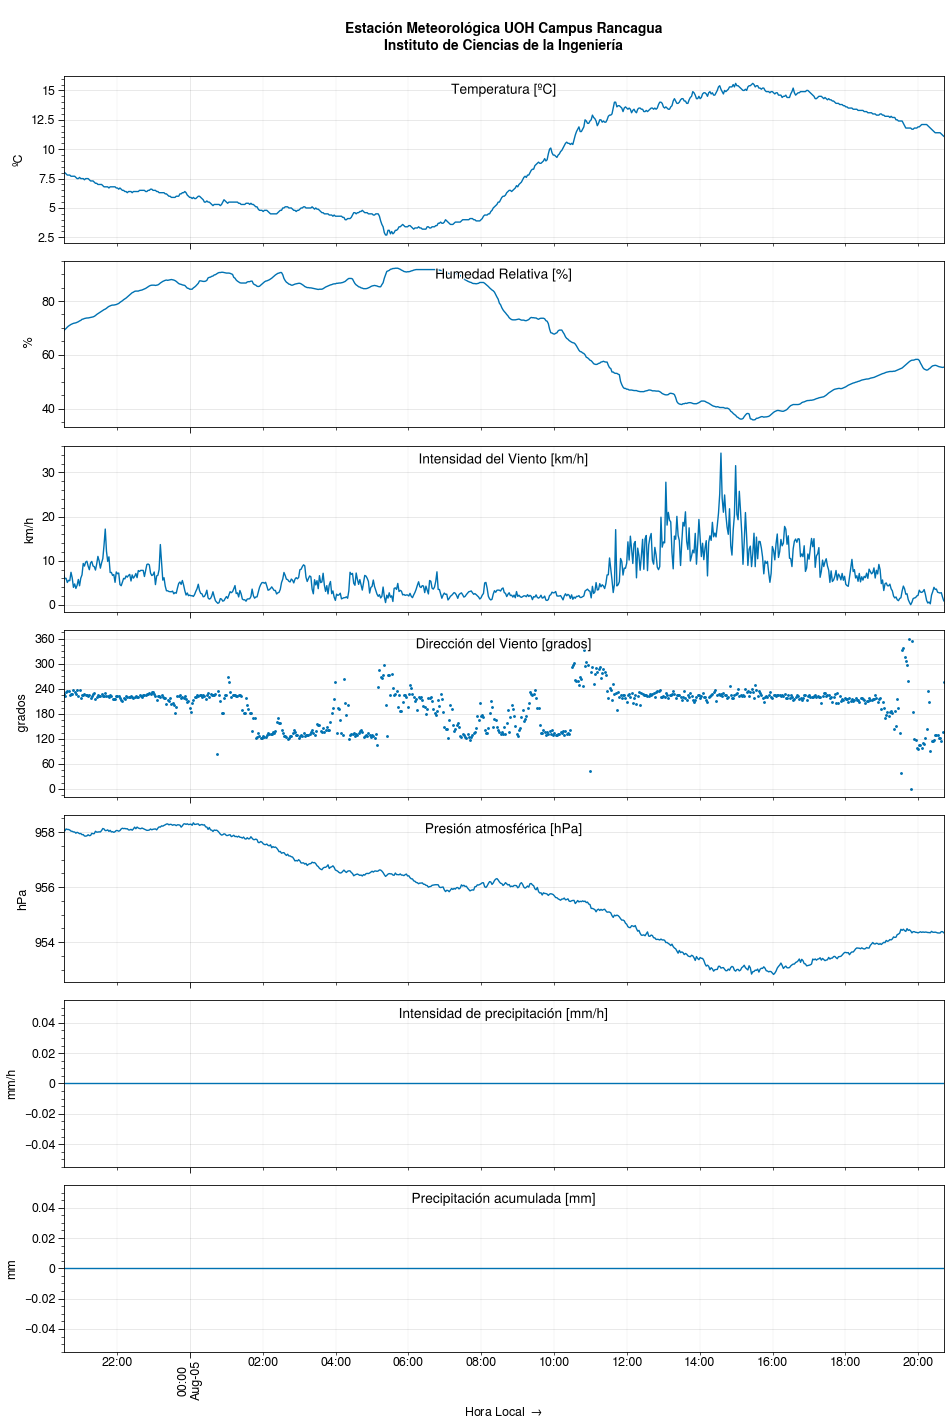 Estación Meteorológica UOH Campus Rancagua
Instituto de Ciencias de la Ingeniería
Temperatura [ºC]
15
12.5
10
7.5
5
2.5
ºC
Humedad Relativa [%]
80
60
40
%
Intensidad del Viento [km/h]
30
20
10
0
km/h
Dirección del Viento [grados]
360
300
240
180
120
60
0
grados
Presión atmosférica [hPa]
958
956
954
hPa
Intensidad de precipitación [mm/h]
0.04
0.02
0
−0.02
−0.04
mm/h
Precipitación acumulada [mm]
0.04
0.02
0
−0.02
−0.04
mm
22:00
00:00
Aug-05
02:00
04:00
06:00
08:00
10:00
12:00
14:00
16:00
18:00
20:00
Hora Local →